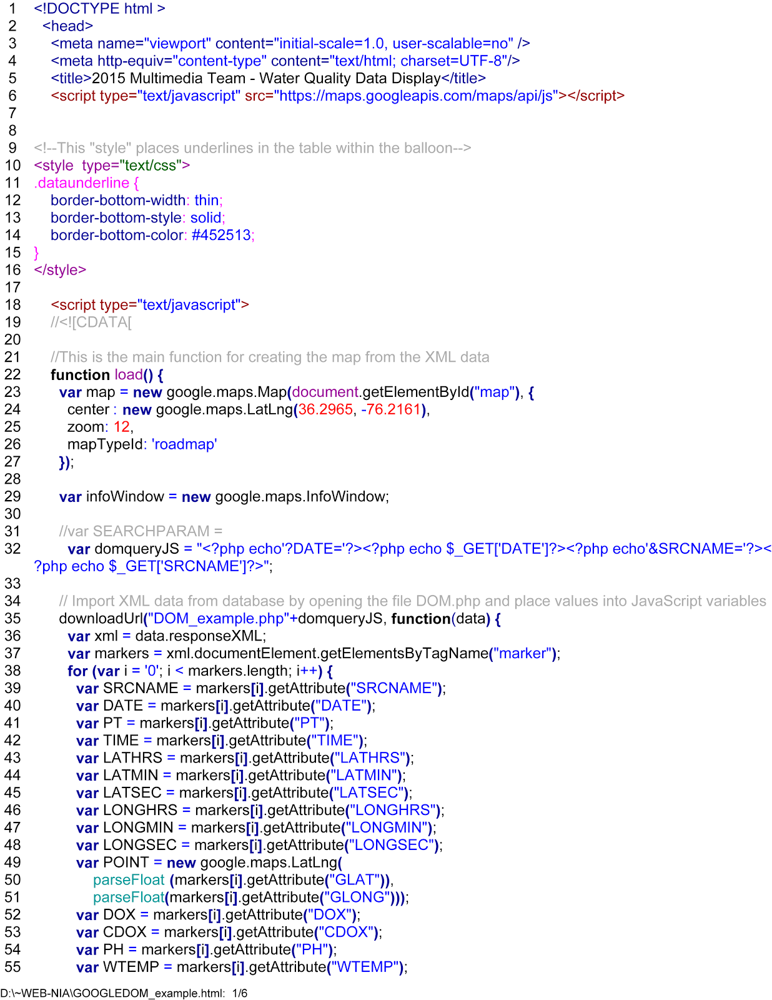 1 <!DOCTYPE html >
2 <head>
3 <meta name="viewport" content="initial-scale=1.0, user-scalable=no" />
4 <meta http-equiv="content-type" content="text/html; charset=UTF-8"/>
5 <title>2015 Multimedia Team - Water Quality Data Display</title>
6 <script type="text/javascript" src="https://maps.googleapis.com/maps/api/js"></script>
7
8
9 <!--This "style" places underlines in the table within the balloon-->
10 <style  type="text/css">
11 .dataunderline {
12 border-bottom-width: thin;
13 border-bottom-style: solid;
14 border-bottom-color: #452513;
15 }
16 </style>
17
18 <script type="text/javascript">
19 //<![CDATA[
20
21 //This is the main function for creating the map from the XML data
22 function load() {
23 var map = new google.maps.Map(document.getElementById("map"), {
24 center : new google.maps.LatLng(36.2965, -76.2161),
25 zoom: 12,
26 mapTypeId: 'roadmap'
27 });
28
29 var infoWindow = new google.maps.InfoWindow;
30
31 //var SEARCHPARAM =
32 var domqueryJS = "<?php echo'?DATE='?><?php echo $_GET['DATE']?><?php echo'&SRCNAME='?><
?php echo $_GET['SRCNAME']?>";
33
34 // Import XML data from database by opening the file DOM.php and place values into JavaScript variables
35 downloadUrl("DOM_example.php"+domqueryJS, function(data) {
36 var xml = data.responseXML;
37 var markers = xml.documentElement.getElementsByTagName("marker");
38 for (var i = '0'; i < markers.length; i++) {
39 var SRCNAME = markers[i].getAttribute("SRCNAME");
40 var DATE = markers[i].getAttribute("DATE");
41 var PT = markers[i].getAttribute("PT");
42 var TIME = markers[i].getAttribute("TIME");
43 var LATHRS = markers[i].getAttribute("LATHRS");
44 var LATMIN = markers[i].getAttribute("LATMIN");
45 var LATSEC = markers[i].getAttribute("LATSEC");
46 var LONGHRS = markers[i].getAttribute("LONGHRS");
47 var LONGMIN = markers[i].getAttribute("LONGMIN");
48 var LONGSEC = markers[i].getAttribute("LONGSEC");
49 var POINT = new google.maps.LatLng(
50 parseFloat (markers[i].getAttribute("GLAT")),
51 parseFloat(markers[i].getAttribute("GLONG")));
52 var DOX = markers[i].getAttribute("DOX");
53 var CDOX = markers[i].getAttribute("CDOX");
54 var PH = markers[i].getAttribute("PH");
55 var WTEMP = markers[i].getAttribute("WTEMP");
D:\~WEB-NIA\GOOGLEDOM_example.html: 1/6